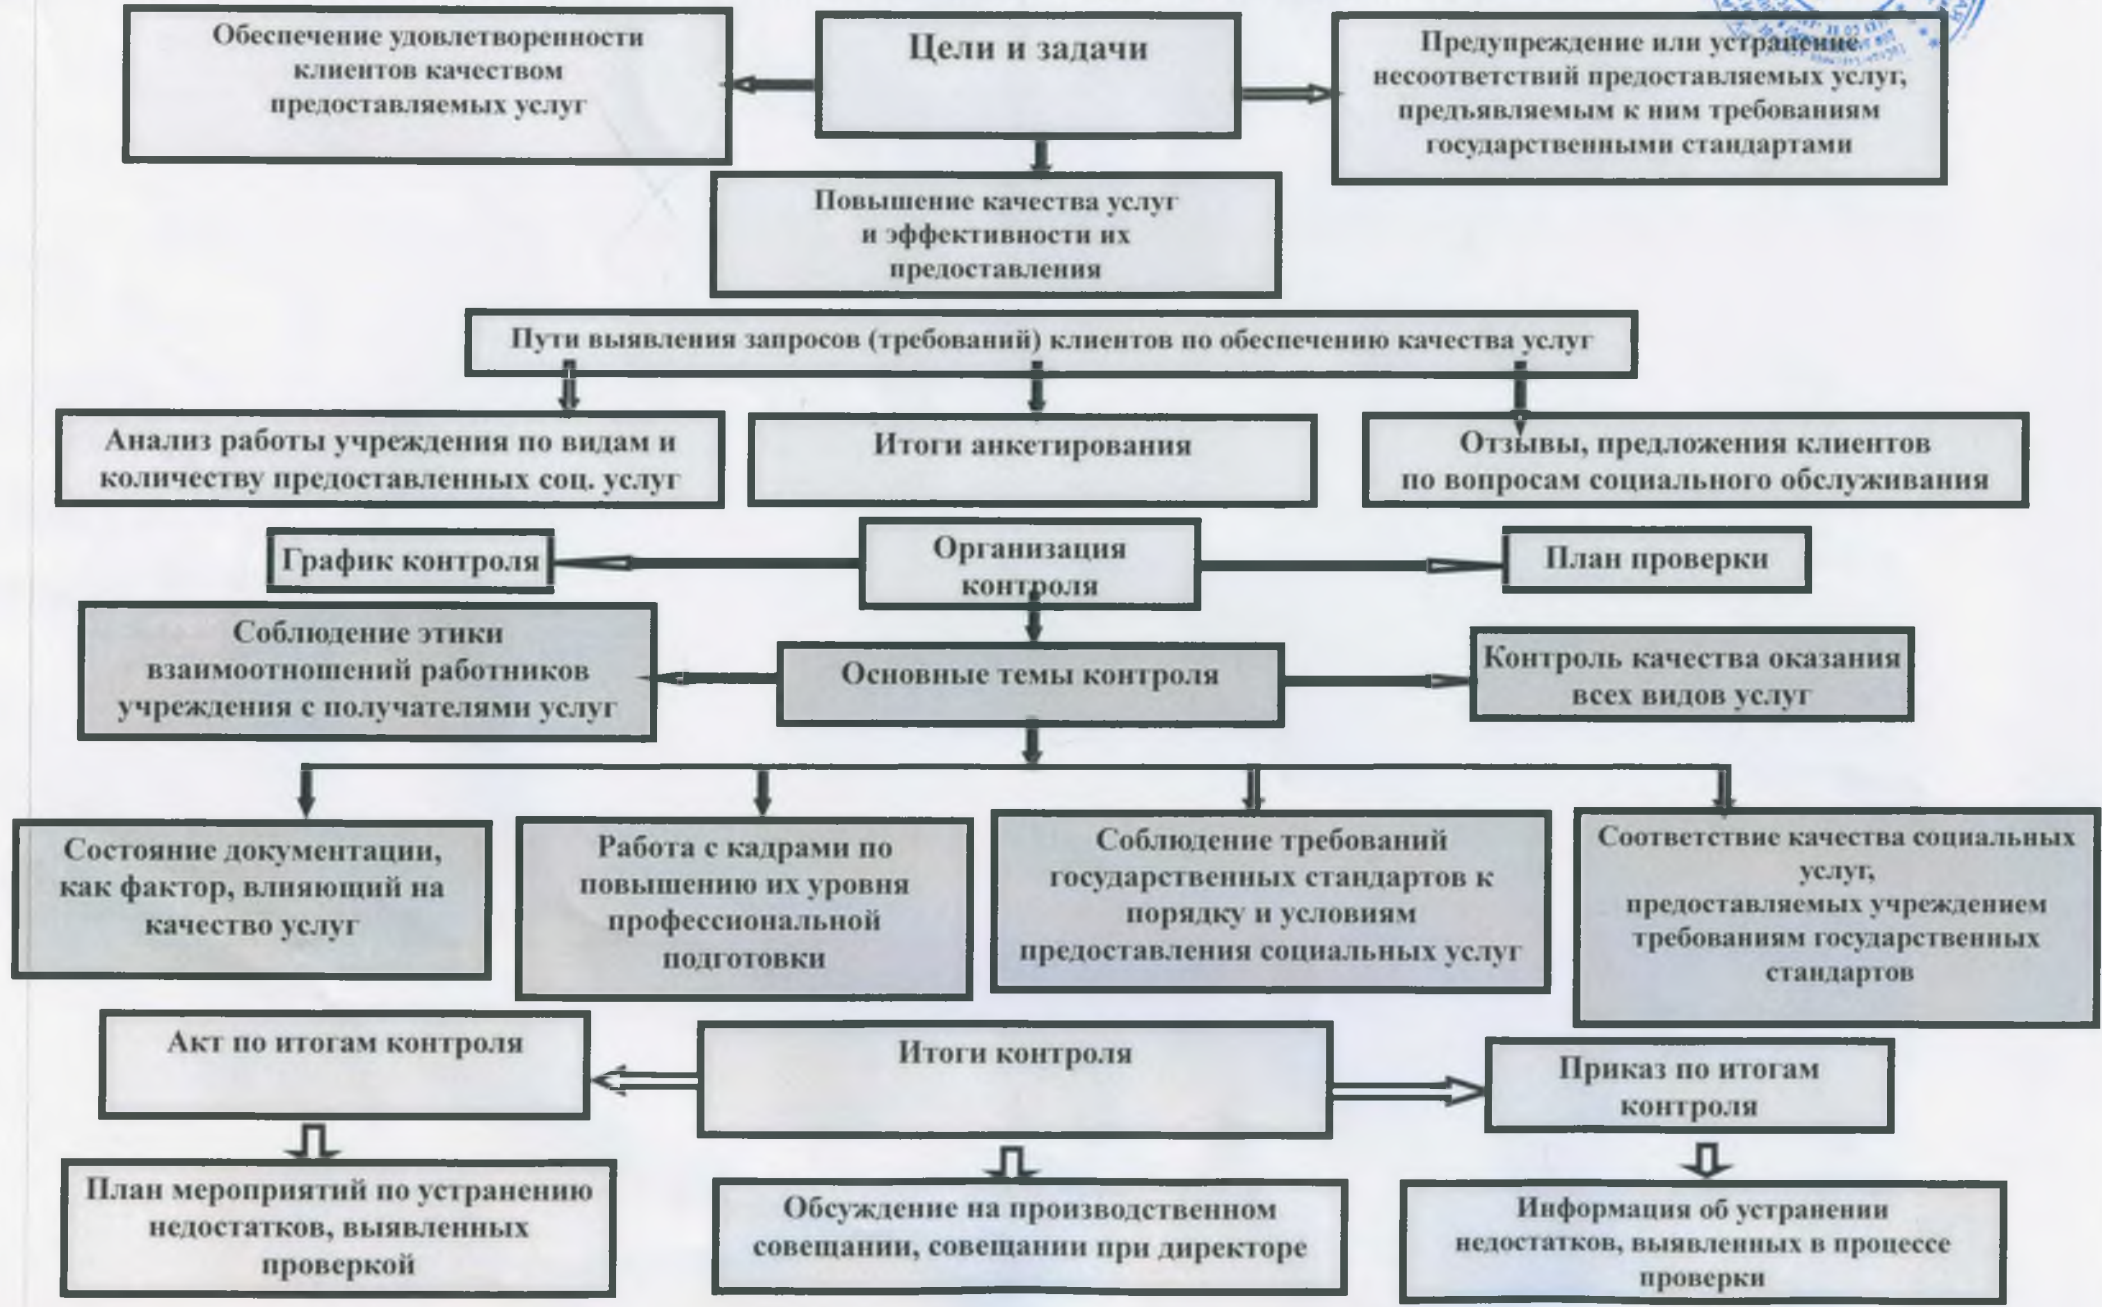 Обеспечение удовлетворенности
клиентов качеством
предоставляемых услуг
Цели и задачи
Предупреждение или устранение
несоответствий предоставляемых услуг,
предъявляемым к ним требованиям
государственными стандартами
Повышение качества услуг
и эффективности их
предоставления
Пути выявления запросов (требований) клиентов по обеспечению качества услуг
Анализ работы учреждения по видам и
количеству предоставленных соц. услуг
Итоги анкетирования
Отзывы, предложения клиентов
по вопросам социального обслуживания
График контроля
Организация
контроля
План проверки
Соблюдение этики
взаимоотношений работников
учреждения с получателями услуг
Основные темы контроля
Контроль качества оказания
всех видов услуг
Состояние документации,
как фактор, влияющий на
качество услуг
Работа с кадрами по
повышению их уровня
профессиональной
подготовки
Соблюдение требований
государственных стандартов к
порядку и условиям
предоставления социальных услуг
Соответствие качества социальных
услуг,
предоставляемых учреждением
требованиям государственных
стандартов
Акт по итогам контроля
Итоги контроля
Приказ по итогам
контроля
План мероприятий по устранению
недостатков, выявленных
проверкой
Обсуждение на производственном
совещании, совещании при директоре
Информация об устранении
недостатков, выявленных в процессе
проверки